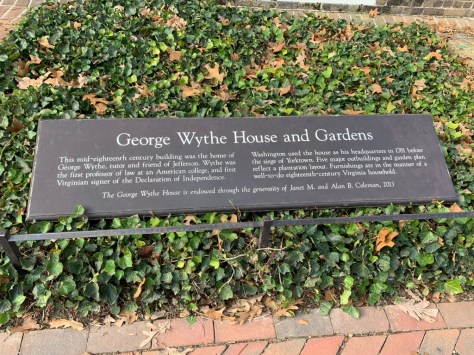 George Wythe House and Gardens
This mid-eighteenth century building was the home of
George Wythe, tutor and friend of Jefferson. Wythe was
the first professor of law at an American college, and first
Virginian signer of the Declaration of Independence.
Washington used the house as his headquarters in 1781 before
the siege of Yorktown. Five major outbuildings and garden plan
reflect a plantation layout. Furnishings are in the manner of a
well-to-do eighteenth-century Virginia household.
The George Wythe House is endowed through the generosity of Janet M. and Alan B. Coleman, 2013